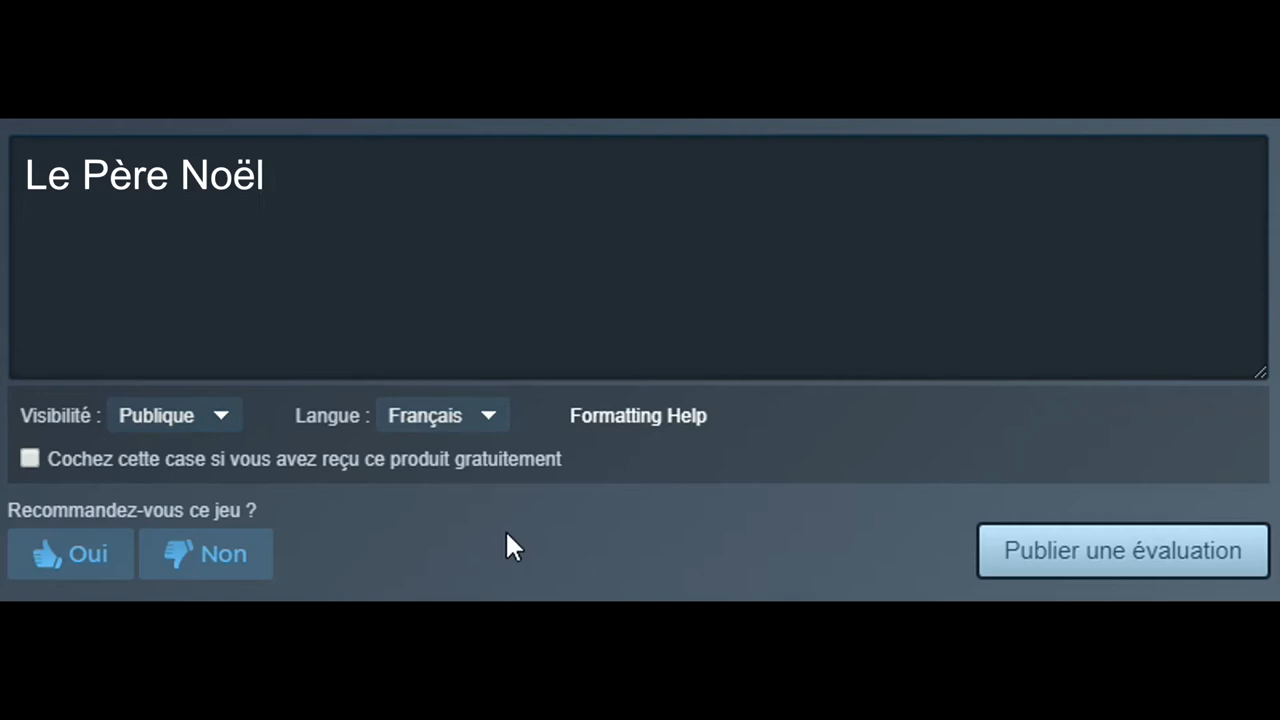 Le Père Noël
Visibilité : Publique Langue : Français Formatting Help
Cochez cette case si vous avez reçu ce produit gratuitement
Recommandez-vous ce jeu ?
Oui Non Publier une évaluation